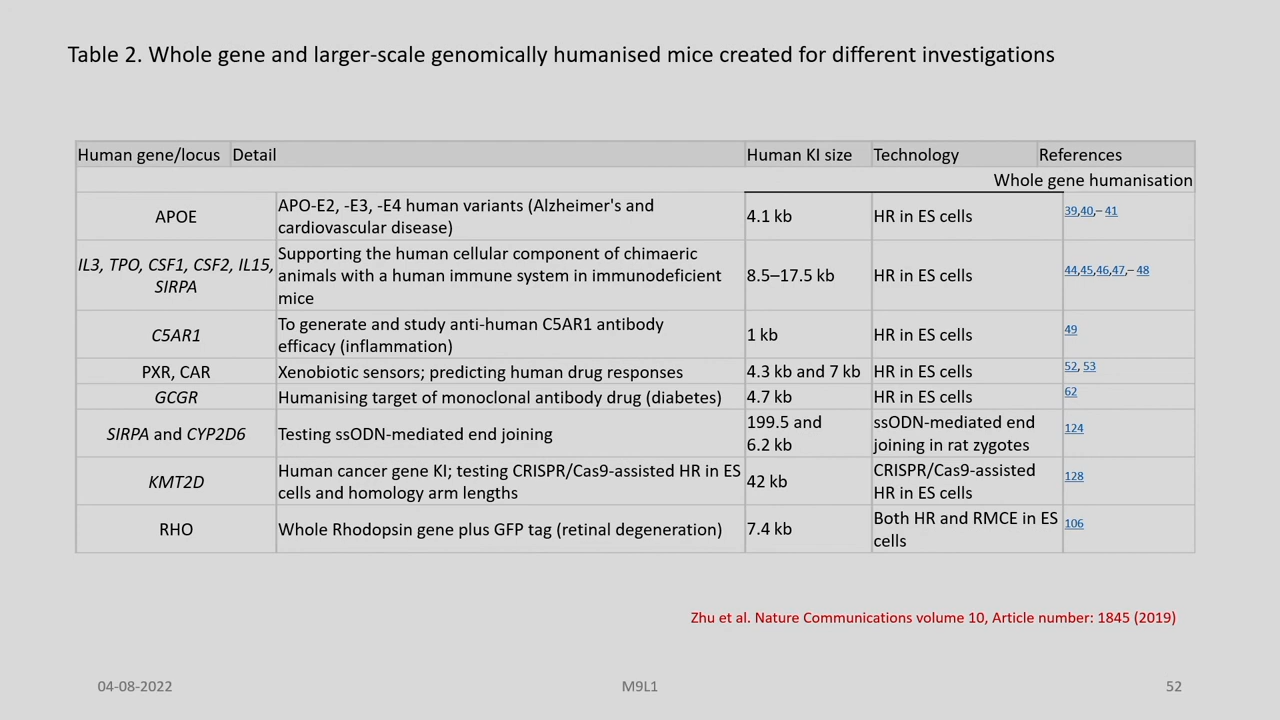 Table 2. Whole gene and larger-scale genomically humanised mice created for different investigations
Human gene/locus Detail Human KI size Technology References
Whole gene humanisation
APOE
APO-E2, -E3, -E4 human variants (Alzheimer's and
cardiovascular disease)
4.1 kb
HR in ES cells
39,40,– 41
IL3, TPO, CSF1, CSF2, IL15,
SIRPA
Supporting the human cellular component of chimaeric
animals with a human immune system in immunodeficient
mice
8.5–17.5 kb
HR in ES cells
44,45,46,47,– 48
C5AR1
To generate and study anti-human C5AR1 antibody
efficacy (inflammation)
1 kb
HR in ES cells
49
PXR, CAR
Xenobiotic sensors; predicting human drug responses
4.3 kb and 7 kb
HR in ES cells
52, 53
GCGR
Humanising target of monoclonal antibody drug (diabetes)
4.7 kb
HR in ES cells
62
SIRPA and CYP2D6
Testing ssODN-mediated end joining
199.5 and
6.2 kb
ssODN-mediated end
joining in rat zygotes
124
KMT2D
Human cancer gene KI; testing CRISPR/Cas9-assisted HR in ES
cells and homology arm lengths
42 kb
CRISPR/Cas9-assisted
HR in ES cells
128
RHO
Whole Rhodopsin gene plus GFP tag (retinal degeneration)
7.4 kb
Both HR and RMCE in ES
cells
106
Zhu et al. Nature Communications volume 10, Article number: 1845 (2019)
04-08-2022 M9L1 52